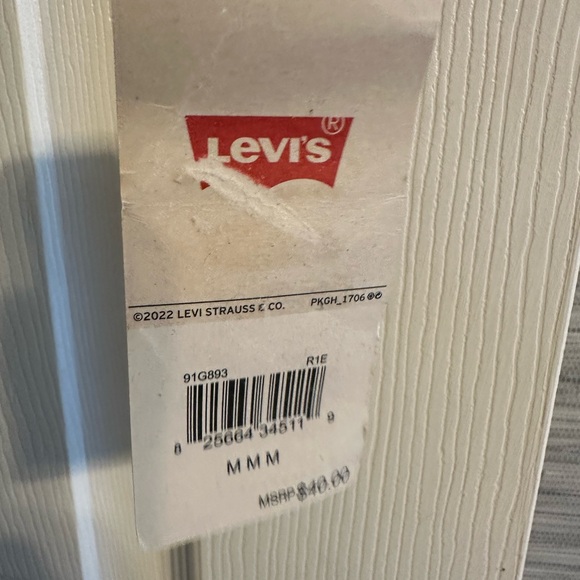 Levi's®
©2022 LEVI STRAUSS & CO. PKGH_1706
91G893 R1E
8 25664 34511 9
M M M
MSRP $40.00